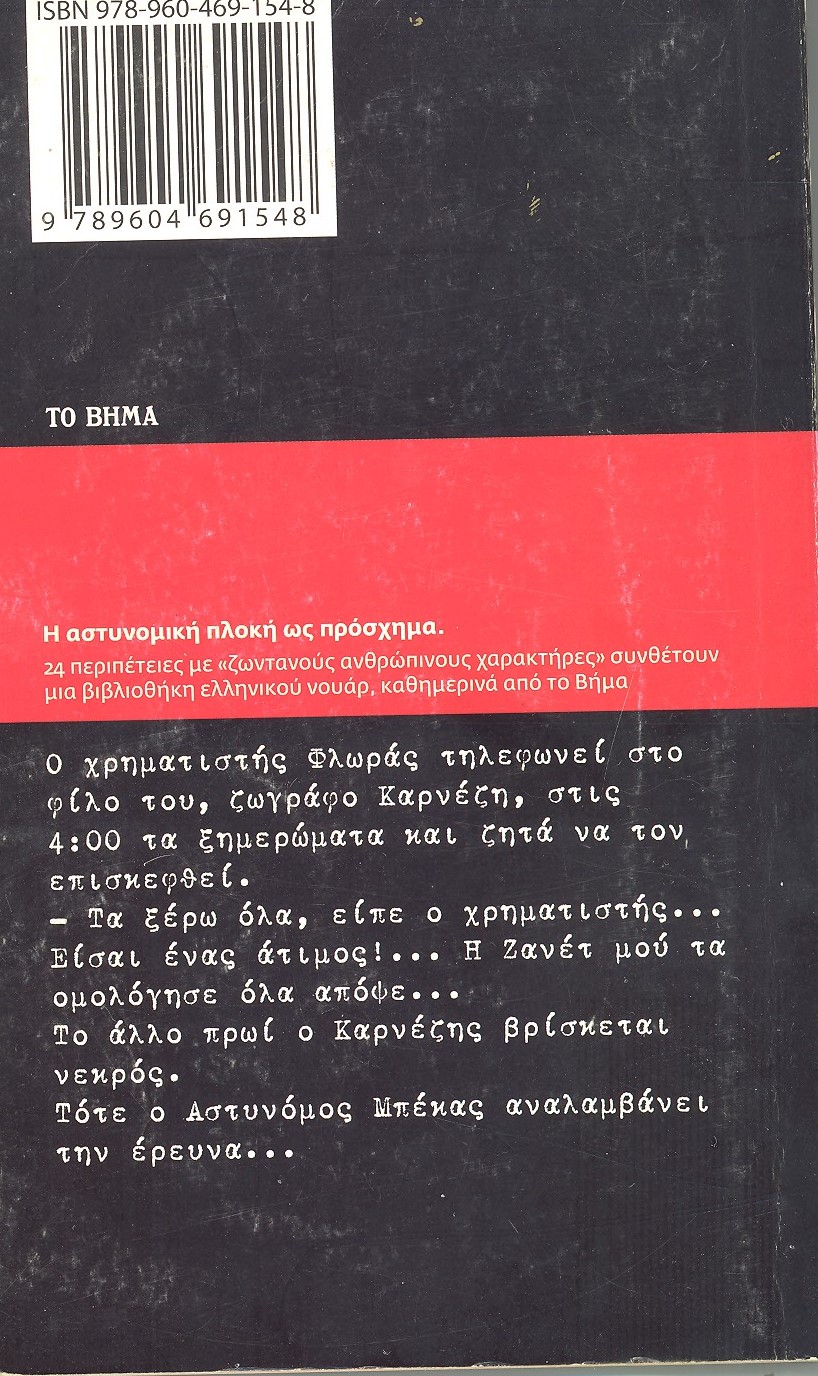 ISBN 978-960-469-154-8
9 789604 691548
ΤΟ ΒΗΜΑ
Η αστυνομική πλοκή ως πρόσχημα.
24 περιπέτειες με «ζωντανούς ανθρώπινους χαρακτήρες» συνθέτουν
μια βιβλιοθήκη ελληνικού νουάρ, καθημερινά από το Βήμα
Ο χρηματιστής Φλωράς τηλεφωνεί στο
φίλο του, ζωγράφο Καρνέζη, στις
4:00 τα ξημερώματα και ζητά να τον
επισκεφθεί.
– Τα ξέρω όλα, είπε ο χρηματιστής...
Είσαι ένας άτιμος!... Η Ζανέτ μού τα
ομολόγησε όλα απόψε...
Το άλλο πρωί ο Καρνέζης βρίσκεται
νεκρός.
Τότε ο Αστυνόμος Μπέκας αναλαμβάνει
την έρευνα...